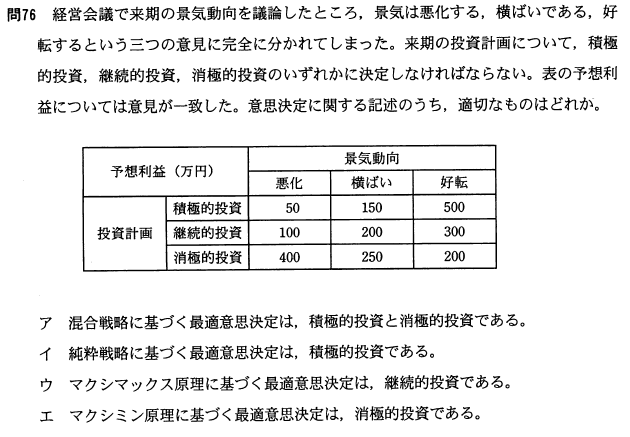 問76 経営会議で来期の景気動向を議論したところ，景気は悪化する，横ばいである，好
転するという三つの意見に完全に分かれてしまった。来期の投資計画について，積極
的投資，継続的投資，消極的投資のいずれかに決定しなければならない。表の予想利
益については意見が一致した。意思決定に関する記述のうち，適切なものはどれか。
予想利益（万円） 景気動向
悪化 横ばい 好転
投資計画 積極的投資 50 150 500
継続的投資 100 200 300
消極的投資 400 250 200
ア 混合戦略に基づく最適意思決定は，積極的投資と消極的投資である。
イ 純粋戦略に基づく最適意思決定は，積極的投資である。
ウ マクシマックス原理に基づく最適意思決定は，継続的投資である。
エ マクシミン原理に基づく最適意思決定は，消極的投資である。